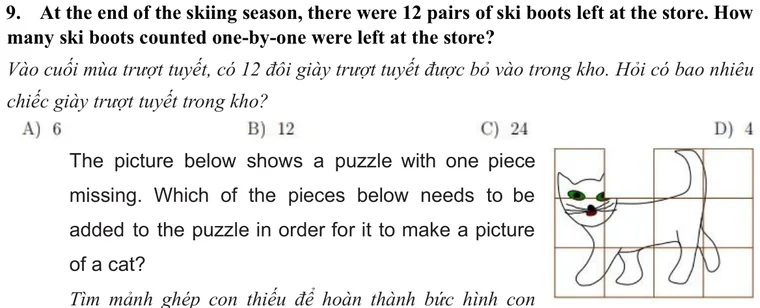 9. At the end of the skiing season, there were 12 pairs of ski boots left at the store. How
many ski boots counted one-by-one were left at the store?
Vào cuối mùa trượt tuyết, có 12 đôi giày trượt tuyết được bỏ vào trong kho. Hỏi có bao nhiêu
chiếc giày trượt tuyết trong kho?
A) 6 B) 12 C) 24 D) 4
The picture below shows a puzzle with one piece
missing. Which of the pieces below needs to be
added to the puzzle in order for it to make a picture
of a cat?
Tìm mảnh ghép con thiếu để hoàn thành bức hình con